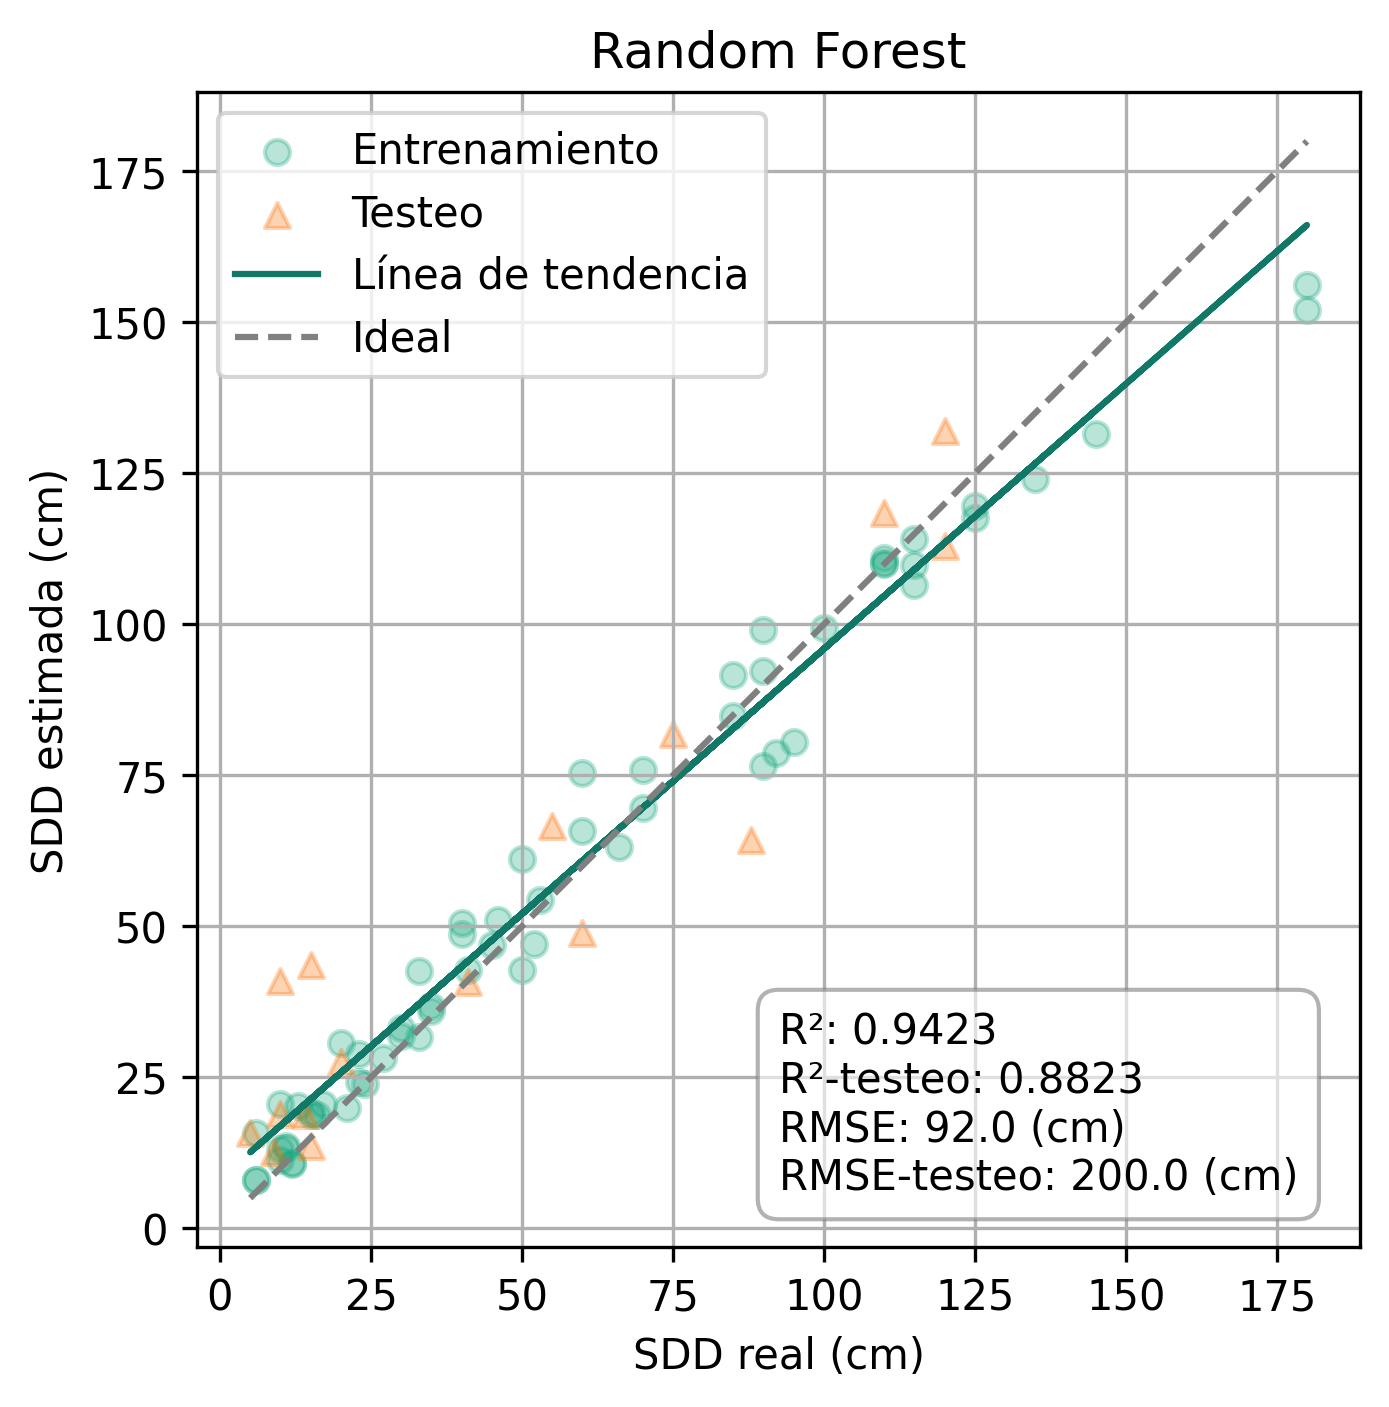 Random Forest
Entrenamiento
Testeo
Línea de tendencia
Ideal
175
150
125
100
75
50
25
0
SDD estimada (cm)
R²: 0.9423
R²-testeo: 0.8823
RMSE: 92.0 (cm)
RMSE-testeo: 200.0 (cm)
0 25 50 75 100 125 150 175
SDD real (cm)